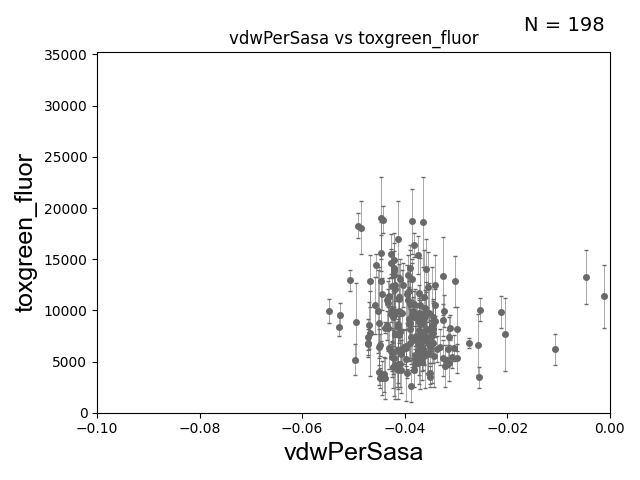 N = 198
vdwPerSasa vs toxgreen_fluor
35000
30000
25000
20000
15000
10000
5000
0
toxgreen_fluor
−0.10 −0.08 −0.06 −0.04 −0.02 0.00
vdwPerSasa